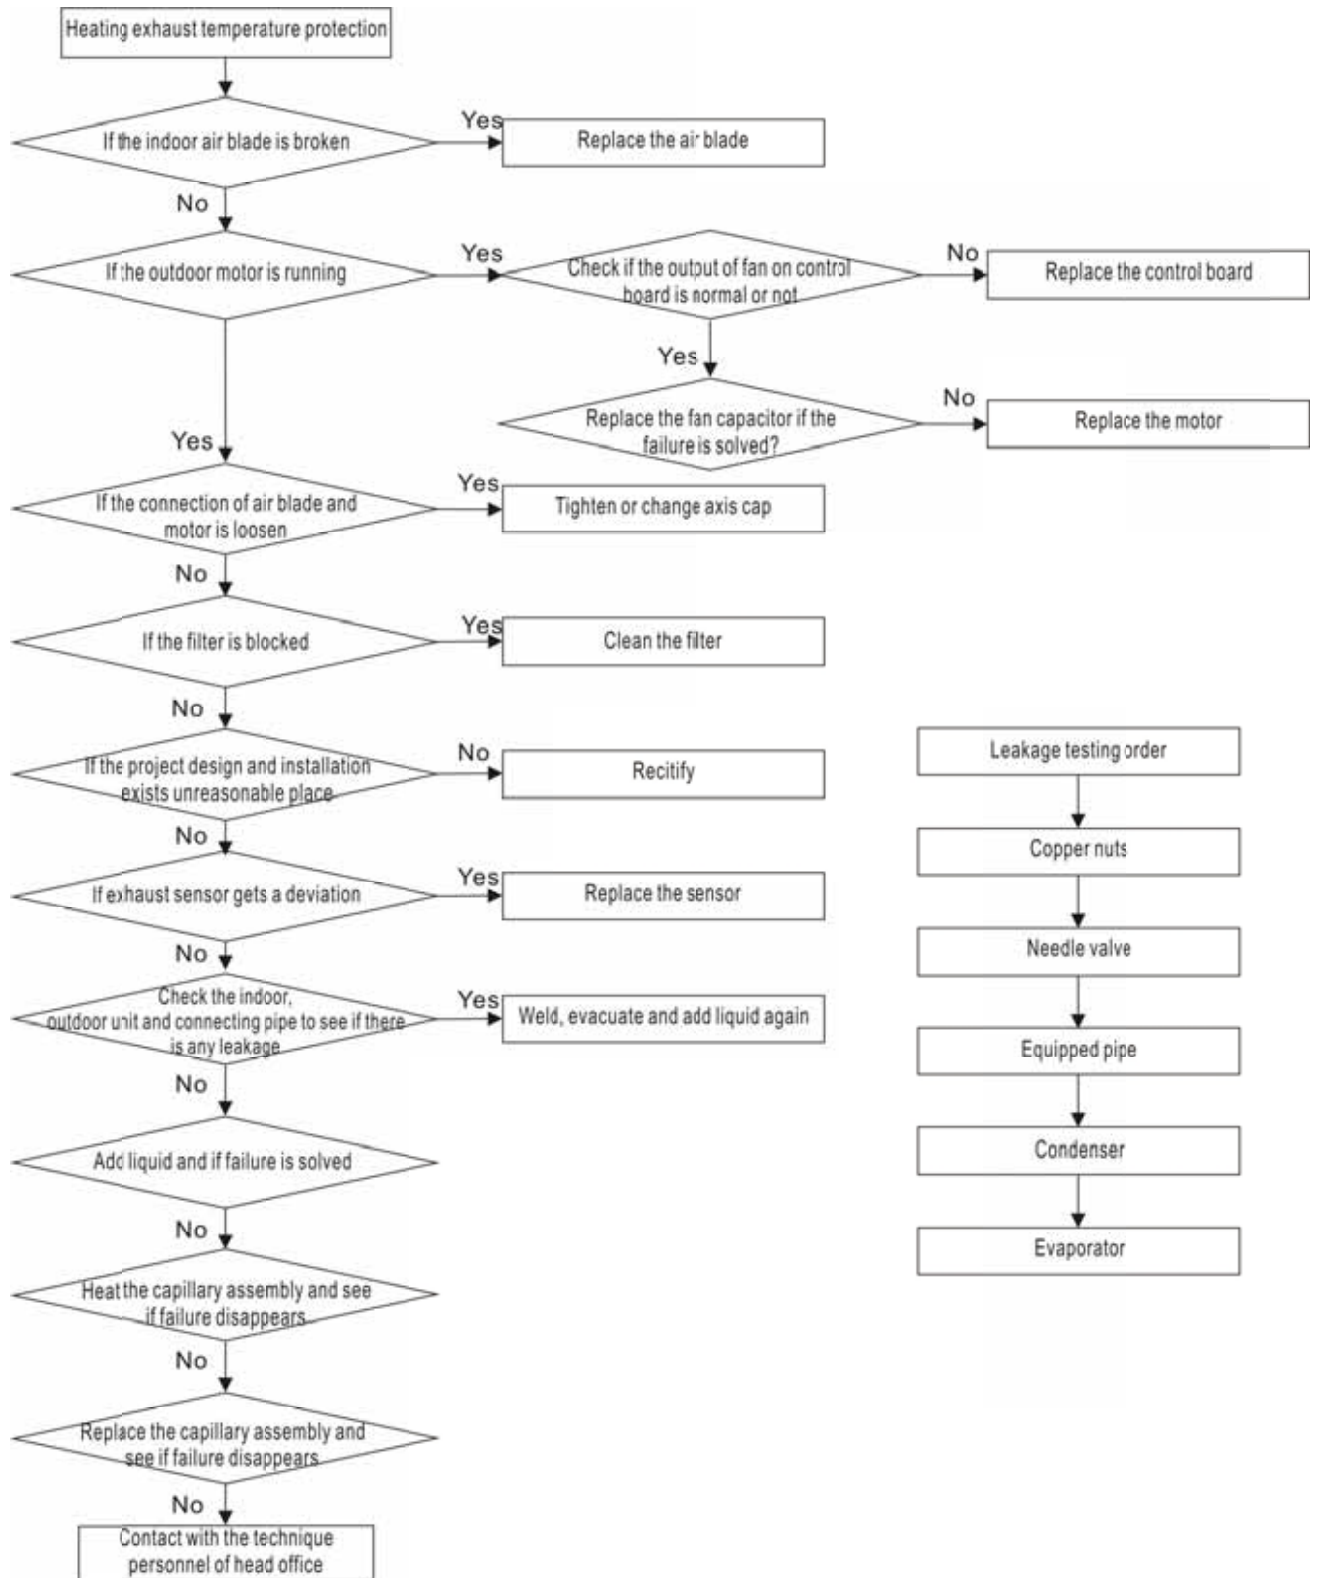 Heating exhaust temperature protection
If the indoor air blade is broken
Yes
Replace the air blade
No
If the outdoor motor is running
Yes
Check if the output of fan on control
board is normal or not
No
Replace the control board
Yes
Replace the fan capacitor if the
failure is solved?
No
Replace the motor
Yes
If the connection of air blade and
motor is loosen
Yes
Tighten or change axis cap
No
If the filter is blocked
Yes
Clean the filter
No
If the project design and installation
exists unreasonable place
No
Recitify
No
If exhaust sensor gets a deviation
Yes
Replace the sensor
No
Check the indoor,
outdoor unit and connecting pipe to see if there
is any leakage
Yes
Weld, evacuate and add liquid again
No
Add liquid and if failure is solved
No
Heat the capillary assembly and see
if failure disappears
No
Replace the capillary assembly and
see if failure disappears
No
Contact with the technique
personnel of head office
Leakage testing order
Copper nuts
Needle valve
Equipped pipe
Condenser
Evaporator